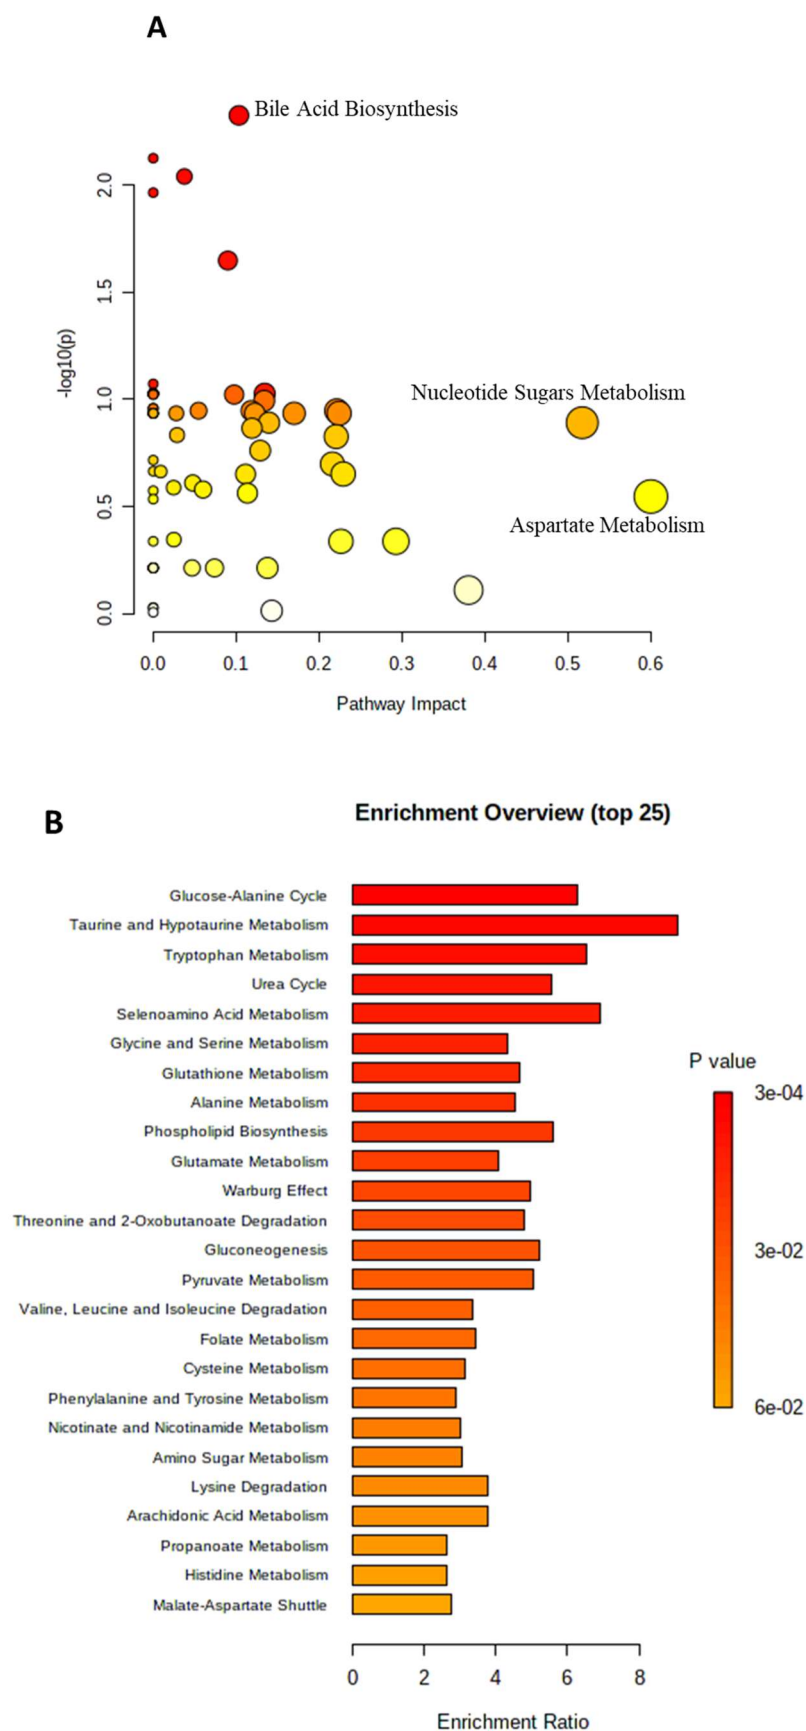 A
Bile Acid Biosynthesis
2.0
1.5
-log10(p)
1.0
Nucleotide Sugars Metabolism
0.5
Aspartate Metabolism
0.0
0.0 0.1 0.2 0.3 0.4 0.5 0.6
Pathway Impact
B
Enrichment Overview (top 25)
Glucose-Alanine Cycle
Taurine and Hypotaurine Metabolism
Tryptophan Metabolism
Urea Cycle
Selenoamino Acid Metabolism
Glycine and Serine Metabolism
Glutathione Metabolism
Alanine Metabolism
Phospholipid Biosynthesis
Glutamate Metabolism
Warburg Effect
Threonine and 2-Oxobutanoate Degradation
Gluconeogenesis
Pyruvate Metabolism
Valine, Leucine and Isoleucine Degradation
Folate Metabolism
Cysteine Metabolism
Phenylalanine and Tyrosine Metabolism
Nicotinate and Nicotinamide Metabolism
Amino Sugar Metabolism
Lysine Degradation
Arachidonic Acid Metabolism
Propanoate Metabolism
Histidine Metabolism
Malate-Aspartate Shuttle
P value
3e-04
3e-02
6e-02
0 2 4 6 8
Enrichment Ratio